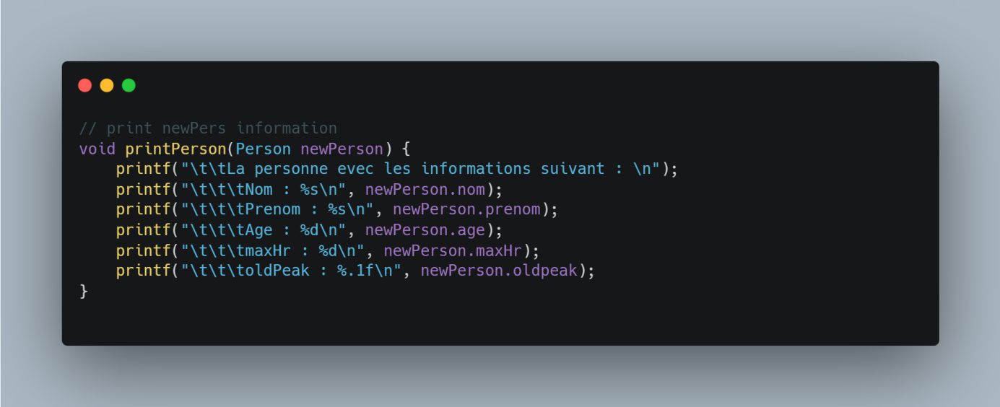 // print newPers information
void printPerson(Person newPerson) {
    printf("\t\tLa personne evec les informations suivant : \n");
    printf("\t\t\tNom : %s\n", newPerson.nom);
    printf("\t\t\tPrenom : %s\n", newPerson.prenom);
    printf("\t\t\tAge : %d\n", newPerson.age);
    printf("\t\t\tmaxHr : %d\n", newPerson.maxHr);
    printf("\t\t\toldPeak : %.1f\n", newPerson.oldpeak);
}